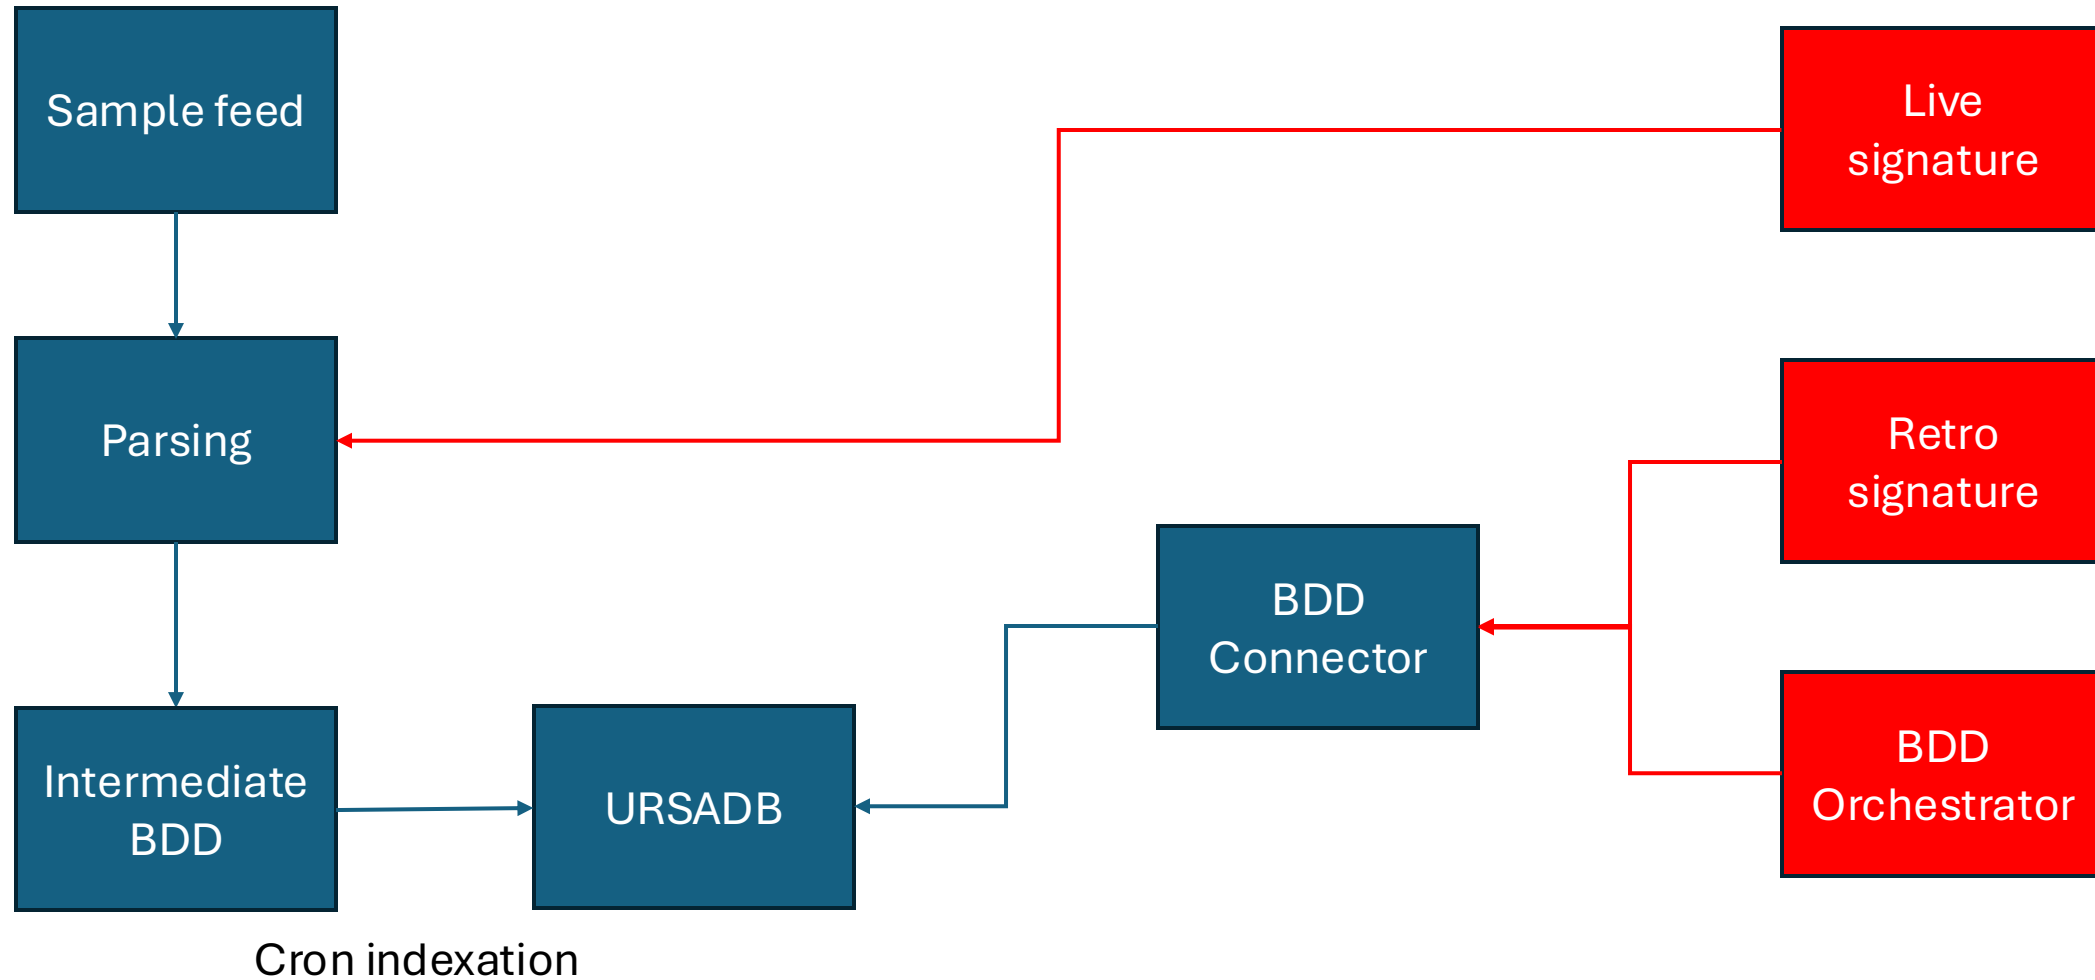 Sample feed
Live
signature
Parsing
Retro
signature
BDD
Connector
Intermediate
BDD
URSADB
BDD
Orchestrator
Cron indexation